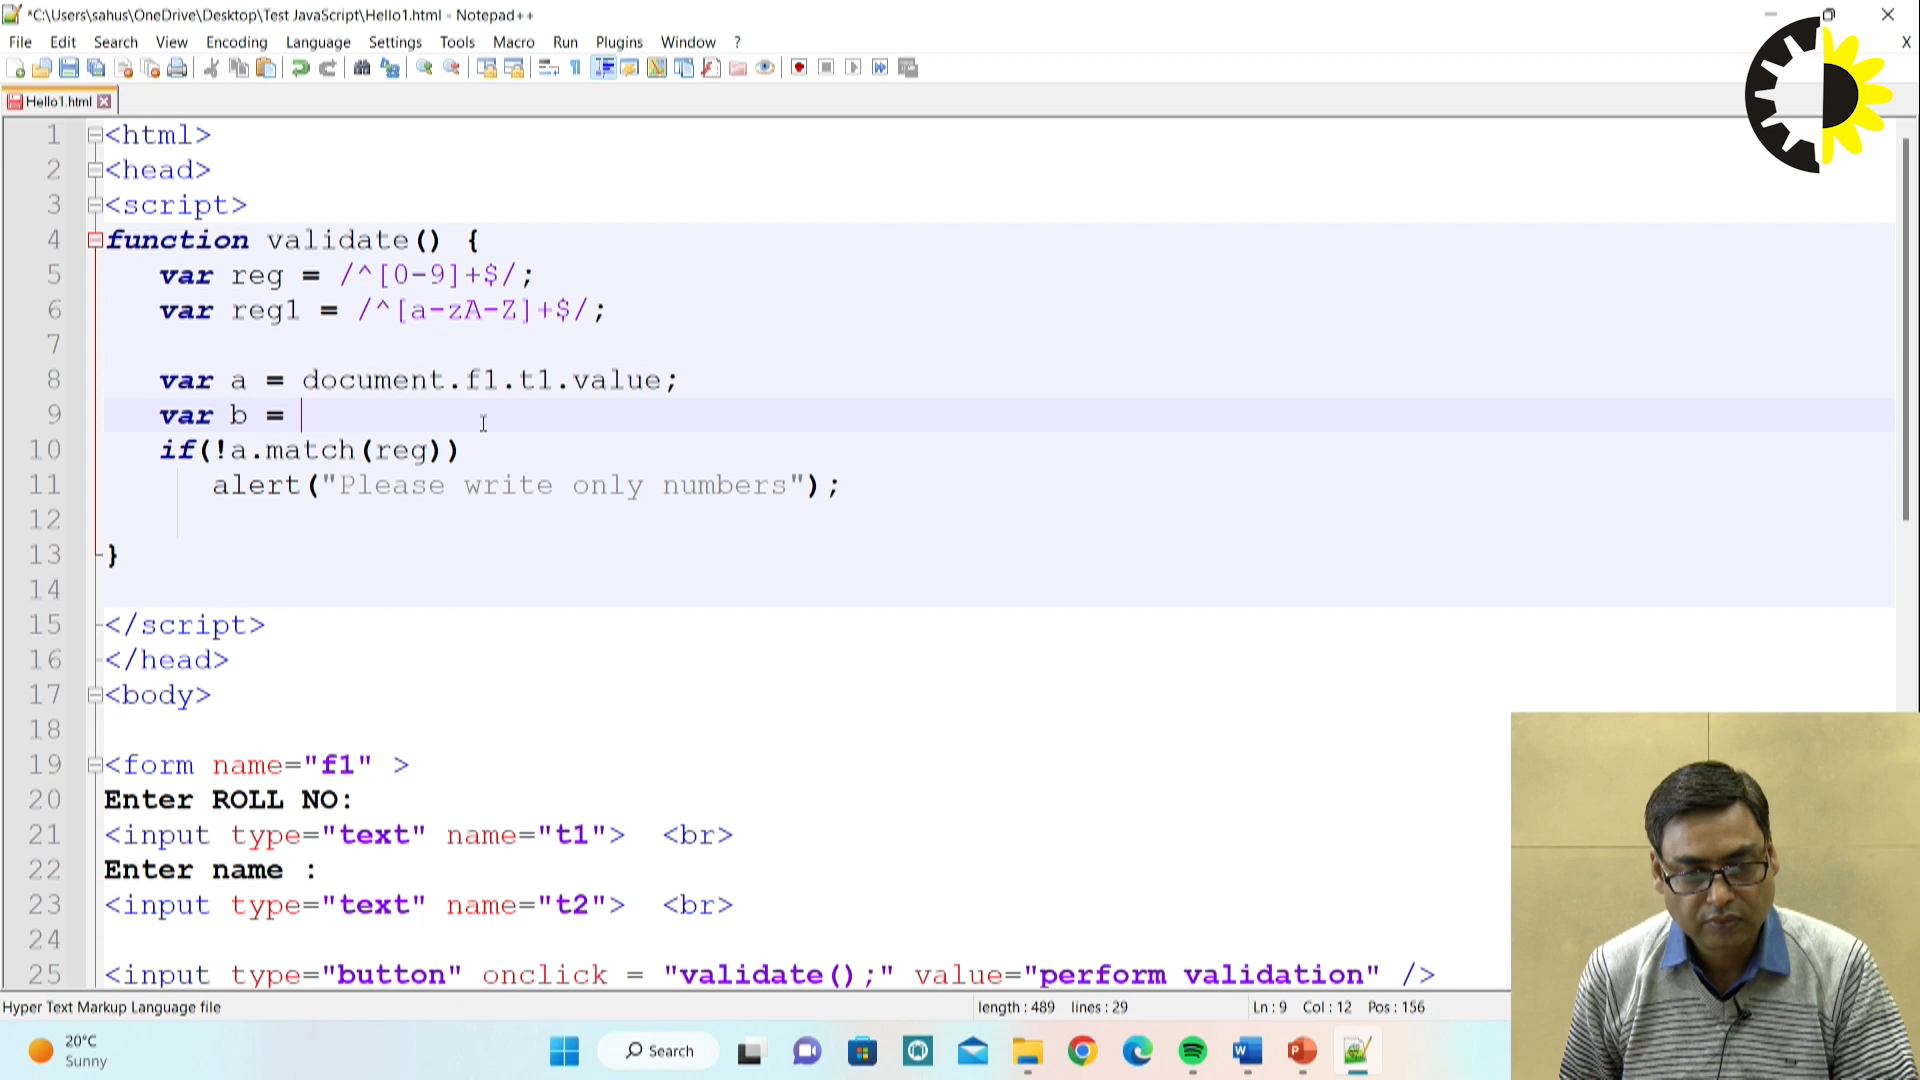 *C:\Users\sahus\OneDrive\Desktop\Test JavaScript\Hello1.html - Notepad++
File Edit Search View Encoding Language Settings Tools Macro Run Plugins Window ? X
Hello1.html
1 <html>
2 <head>
3 <script>
4 function validate() {
5 var reg = /^[0-9]+$/;
6 var reg1 = /^[a-zA-Z]+$/;
7
8 var a = document.f1.t1.value;
9 var b =
10 if(!a.match(reg))
11 alert("Please write only numbers");
12
13 }
14
15 </script>
16 </head>
17 <body>
18
19 <form name="f1" >
20 Enter ROLL NO:
21 <input type="text" name="t1"> <br>
22 Enter name :
23 <input type="text" name="t2"> <br>
24
25 <input type="button" onclick = "validate();" value="perform validation" />
Hyper Text Markup Language file length : 489 lines : 29 Ln : 9 Col : 12 Pos : 156
20°C
Sunny
Search